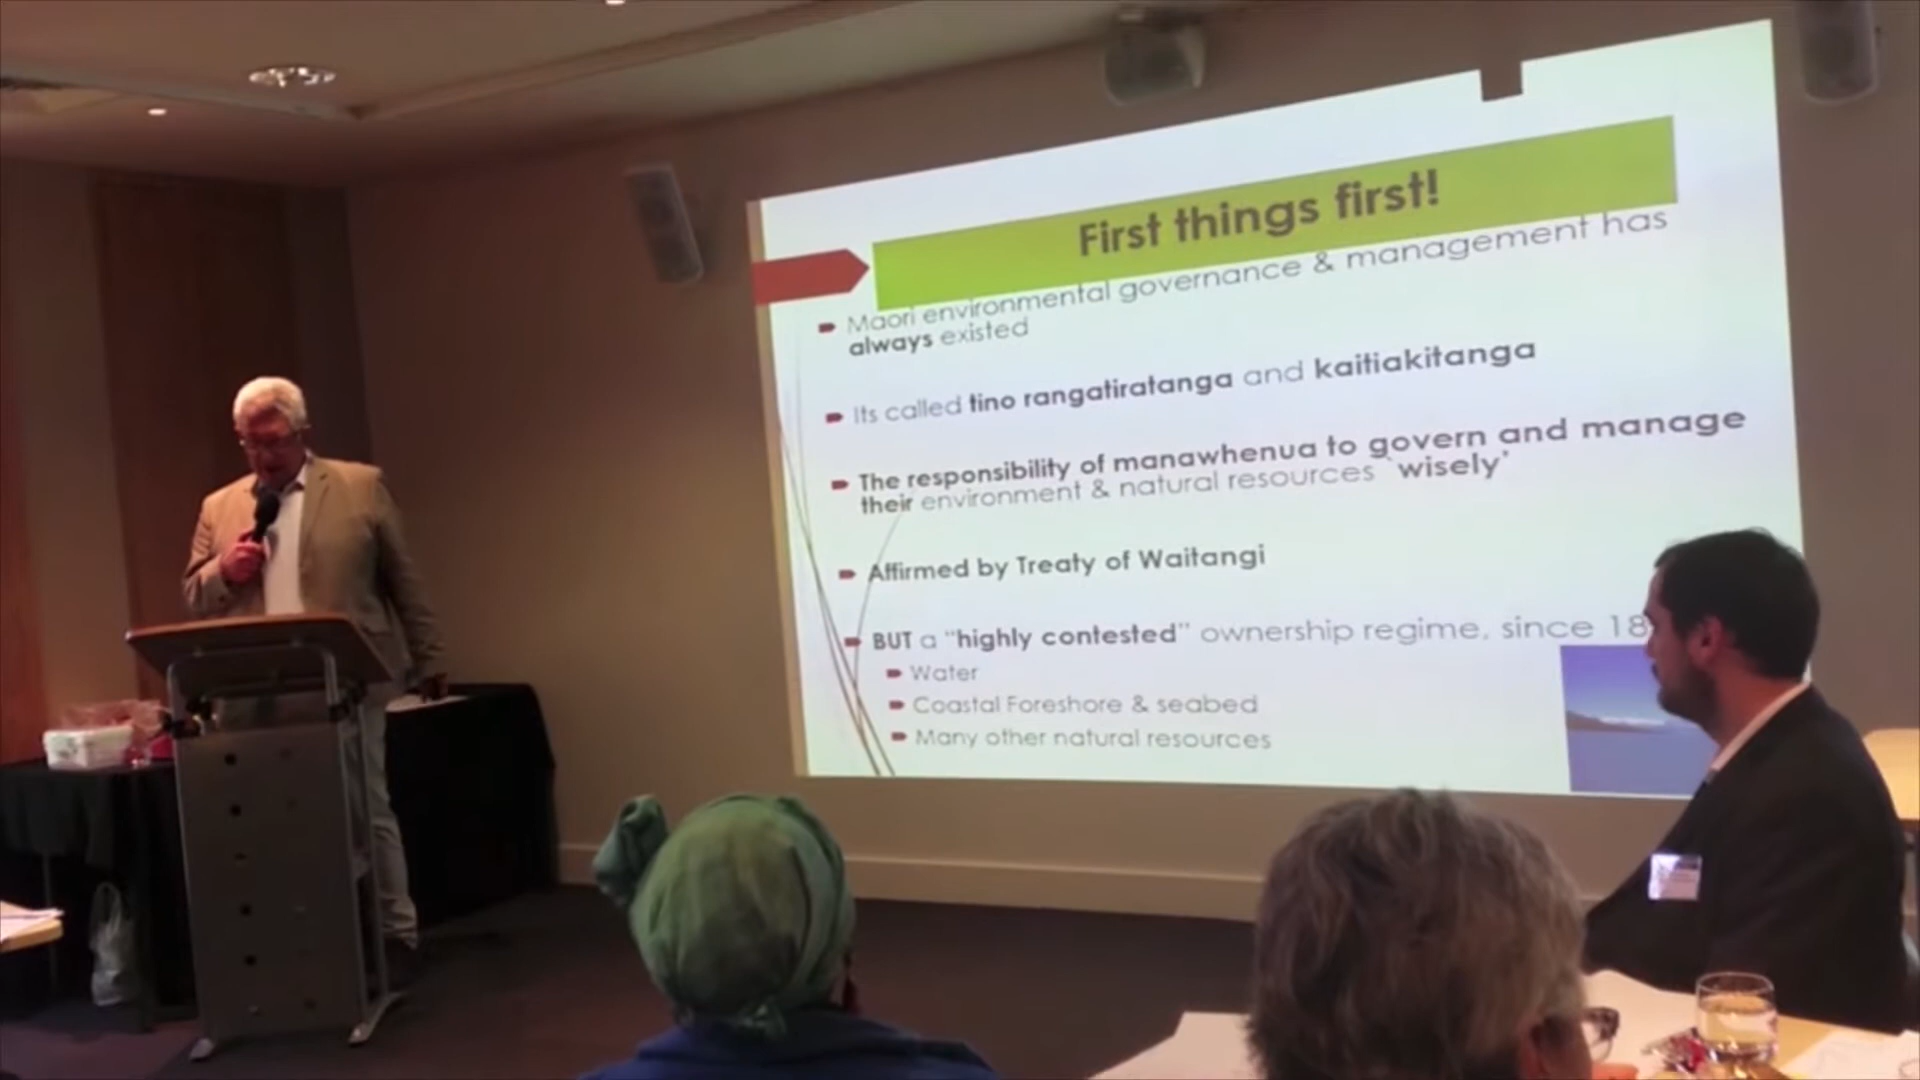 First things first!
Maori environmental governance & management has
always existed
Its called tino rangatiratanga and kaitiakitanga
The responsibility of manawhenua to govern and manage
their environment & natural resources `wisely'
Affirmed by Treaty of Waitangi
BUT a "highly contested" ownership regime, since 18
Water
Coastal Foreshore & seabed
Many other natural resources